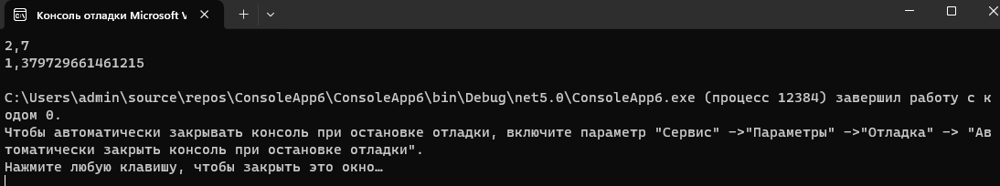 Консоль отладки Microsoft V
2,7
1,379729661461215
C:\Users\admin\source\repos\ConsoleApp6\ConsoleApp6\bin\Debug\net5.0\ConsoleApp6.exe (процесс 12384) завершил работу с к
одом 0.
Чтобы автоматически закрывать консоль при остановке отладки, включите параметр "Сервис" ->"Параметры" ->"Отладка" -> "Ав
томатически закрыть консоль при остановке отладки".
Нажмите любую клавишу, чтобы закрыть это окно…